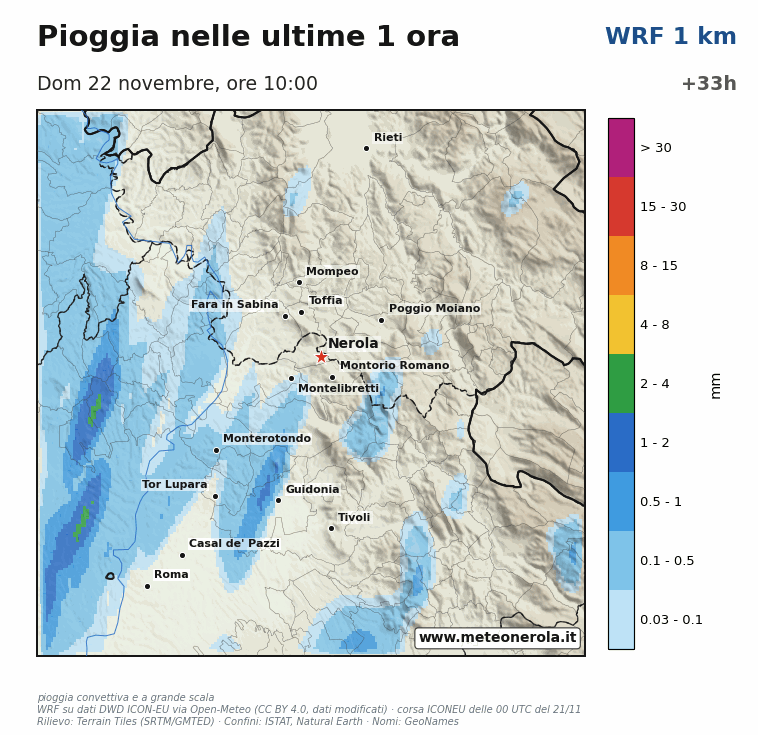 Pioggia nelle ultime 1 ora
WRF 1 km
Dom 22 novembre, ore 10:00
+33h
Rieti
Mompeo
Fara in Sabina
Toffia
Poggio Moiano
Nerola
Montorio Romano
Montelibretti
Monterotondo
Tor Lupara
Guidonia
Tivoli
Casal de' Pazzi
Roma
www.meteonerola.it
> 30
15 - 30
8 - 15
4 - 8
2 - 4
1 - 2
0.5 - 1
0.1 - 0.5
0.03 - 0.1
mm
pioggia convettiva e a grande scala
WRF su dati DWD ICON-EU via Open-Meteo (CC BY 4.0, dati modificati) · corsa ICONEU delle 00 UTC del 21/11
Rilievo: Terrain Tiles (SRTM/GMTED) · Confini: ISTAT, Natural Earth · Nomi: GeoNames